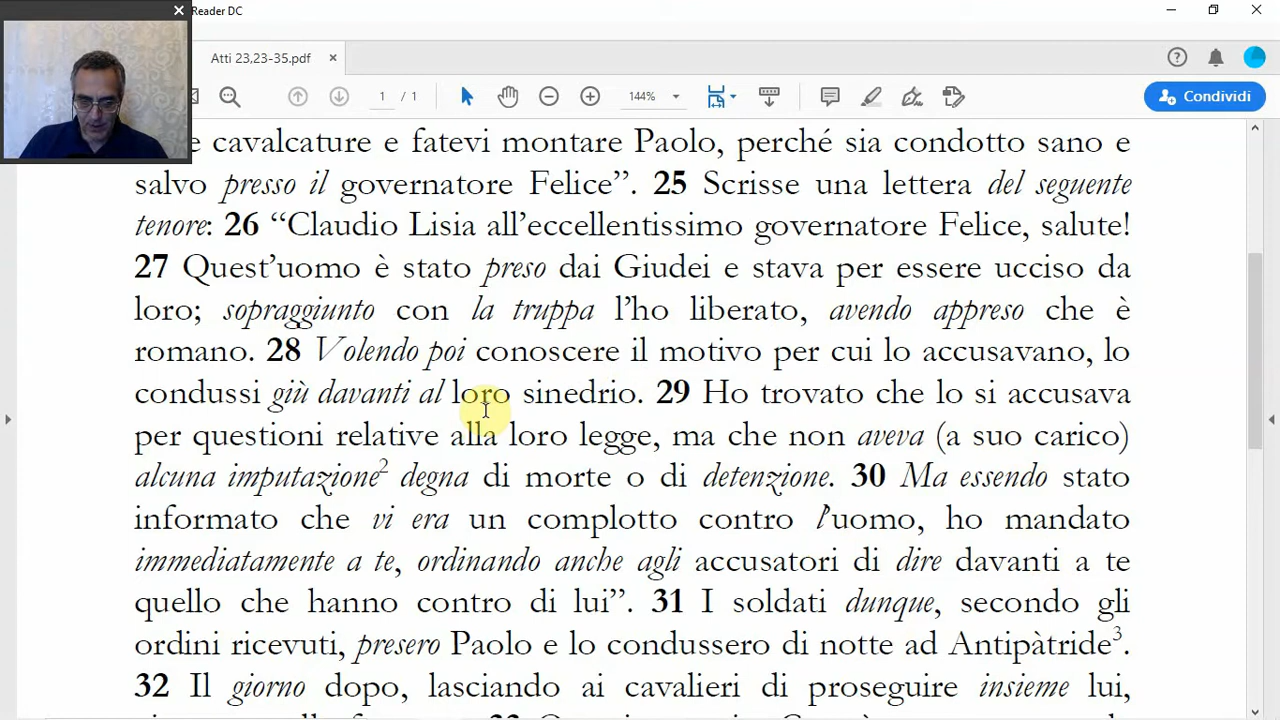 Reader DC
Atti 23,23-35.pdf
1 / 1
144%
Condividi
e cavalcature e fatevi montare Paolo, perché sia condotto sano e
salvo presso il governatore Felice”. 25 Scrisse una lettera del seguente
tenore: 26 “Claudio Lisia all’eccellentissimo governatore Felice, salute!
27 Quest’uomo è stato preso dai Giudei e stava per essere ucciso da
loro; sopraggiunto con la truppa l’ho liberato, avendo appreso che è
romano. 28 Volendo poi conoscere il motivo per cui lo accusavano, lo
condussi giù davanti al loro sinedrio. 29 Ho trovato che lo si accusava
per questioni relative alla loro legge, ma che non aveva (a suo carico)
alcuna imputazione2 degna di morte o di detenzione. 30 Ma essendo stato
informato che vi era un complotto contro l’uomo, ho mandato
immediatamente a te, ordinando anche agli accusatori di dire davanti a te
quello che hanno contro di lui”. 31 I soldati dunque, secondo gli
ordini ricevuti, presero Paolo e lo condussero di notte ad Antipàtride3.
32 Il giorno dopo, lasciando ai cavalieri di proseguire insieme lui,